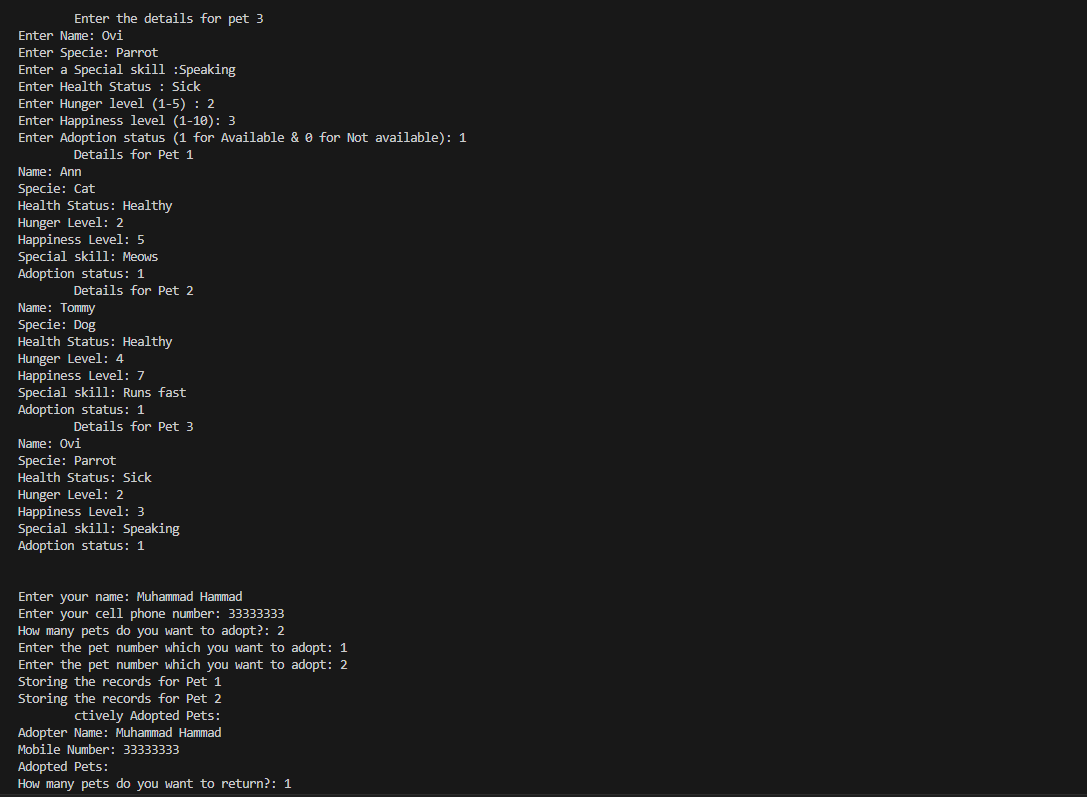 Enter the details for pet 3
Enter Name: Ovi
Enter Specie: Parrot
Enter a Special skill :Speaking
Enter Health Status : Sick
Enter Hunger level (1-5) : 2
Enter Happiness level (1-10): 3
Enter Adoption status (1 for Available & 0 for Not available): 1
Details for Pet 1
Name: Ann
Specie: Cat
Health Status: Healthy
Hunger Level: 2
Happiness Level: 5
Special skill: Meows
Adoption status: 1
Details for Pet 2
Name: Tommy
Specie: Dog
Health Status: Healthy
Hunger Level: 4
Happiness Level: 7
Special skill: Runs fast
Adoption status: 1
Details for Pet 3
Name: Ovi
Specie: Parrot
Health Status: Sick
Hunger Level: 2
Happiness Level: 3
Special skill: Speaking
Adoption status: 1
Enter your name: Muhammad Hammad
Enter your cell phone number: 33333333
How many pets do you want to adopt?: 2
Enter the pet number which you want to adopt: 1
Enter the pet number which you want to adopt: 2
Storing the records for Pet 1
Storing the records for Pet 2
ctively Adopted Pets:
Adopter Name: Muhammad Hammad
Mobile Number: 33333333
Adopted Pets:
How many pets do you want to return?: 1